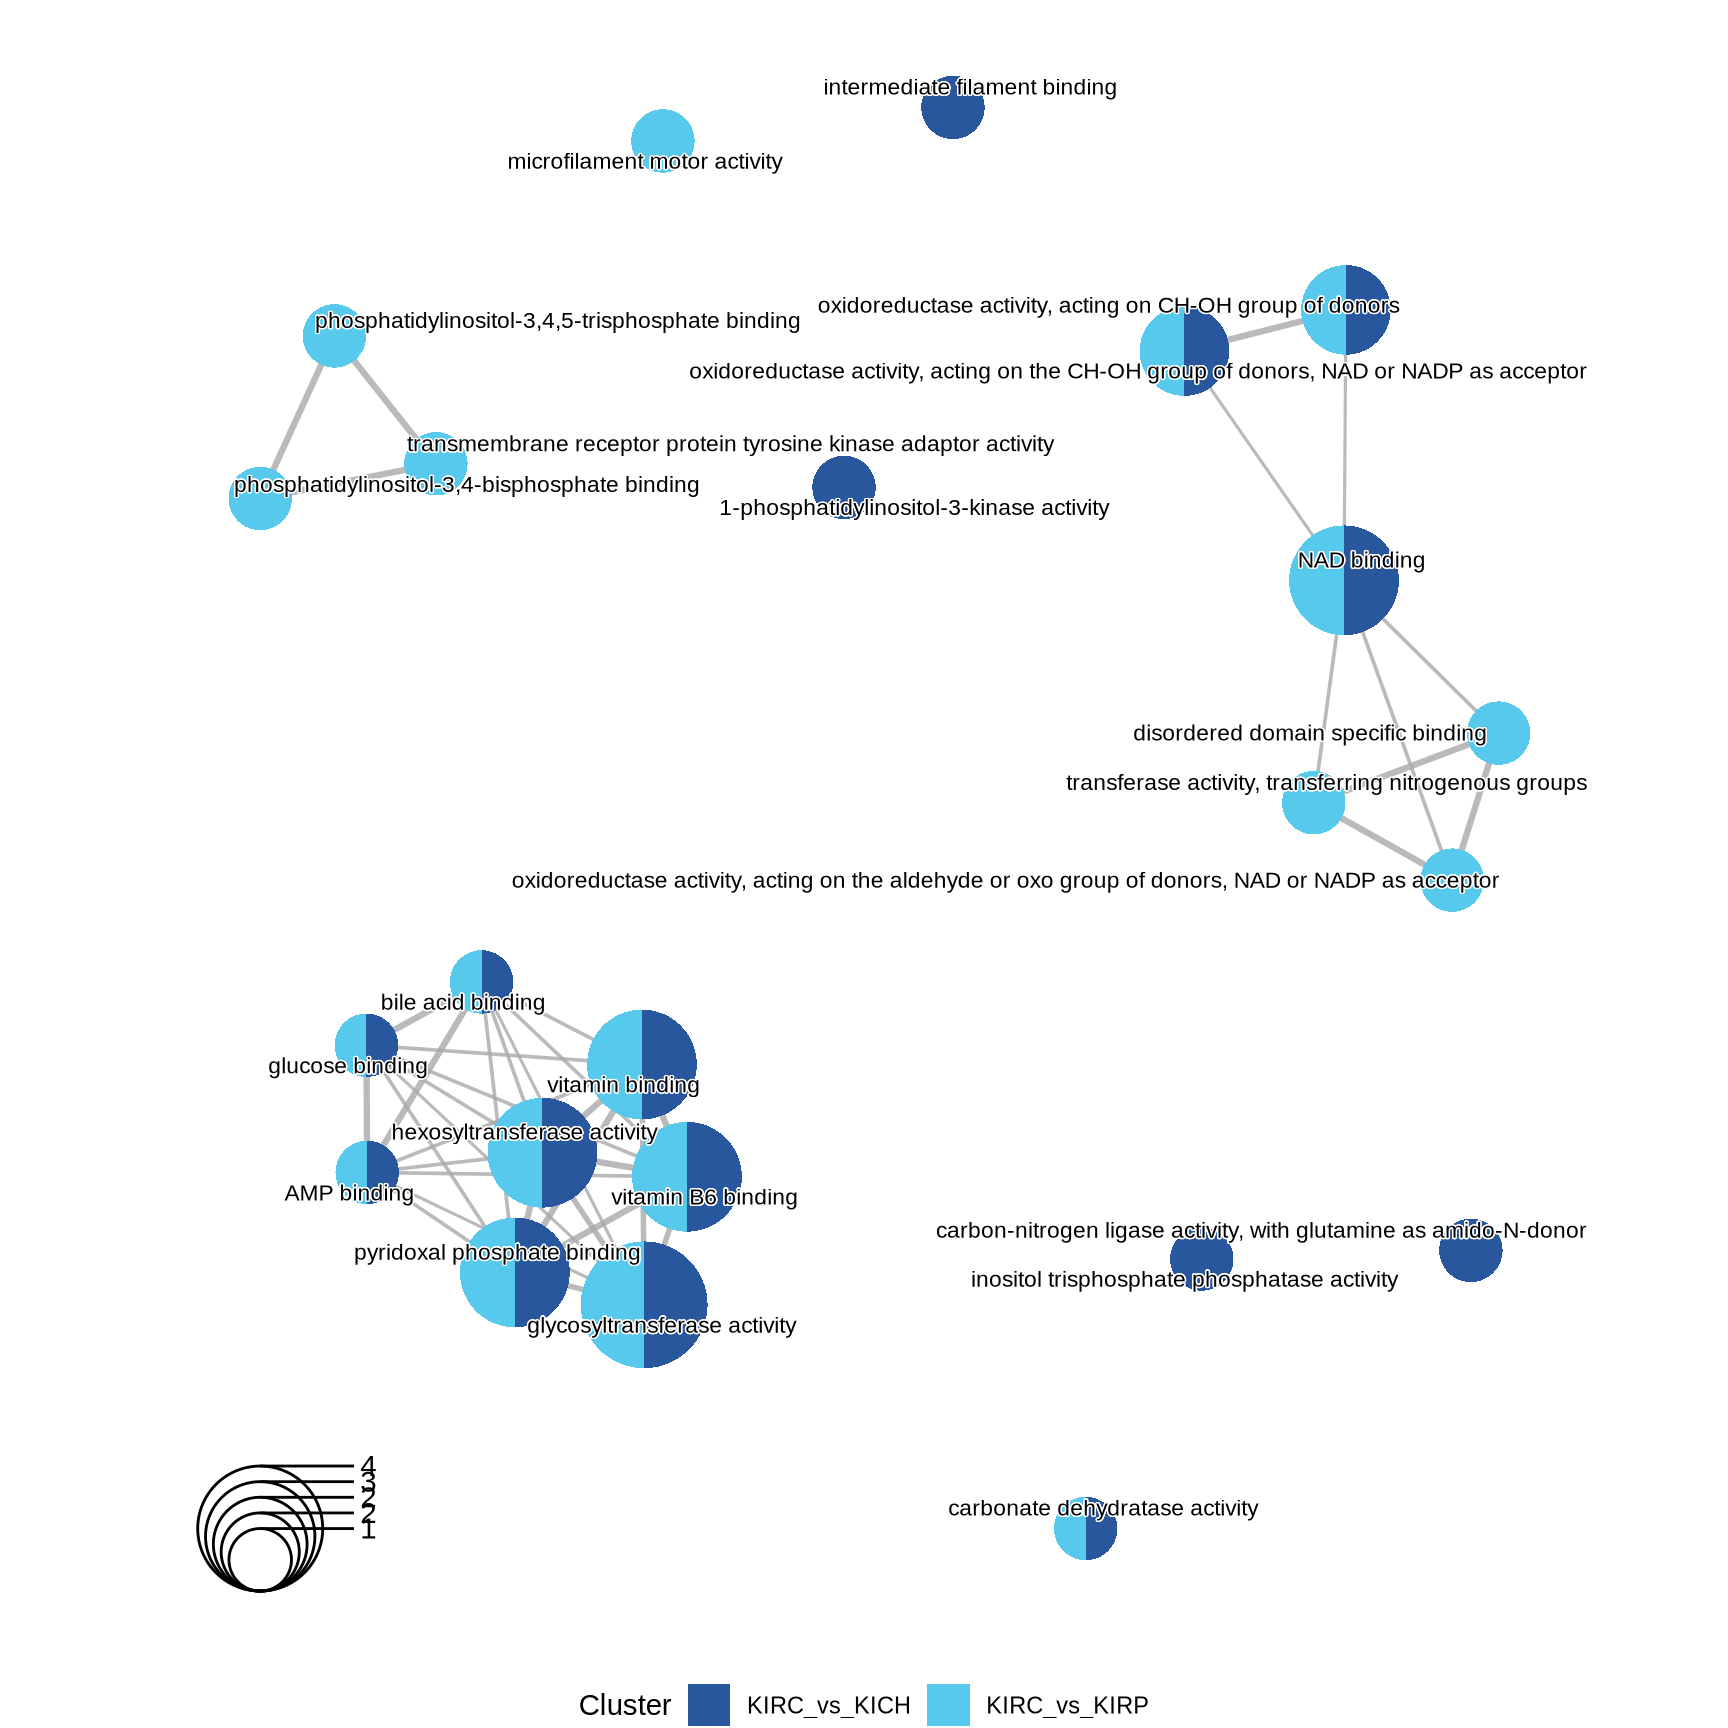 intermediate filament binding
microfilament motor activity
oxidoreductase activity, acting on CH-OH group of donors
phosphatidylinositol-3,4,5-trisphosphate binding
oxidoreductase activity, acting on the CH-OH group of donors, NAD or NADP as acceptor
transmembrane receptor protein tyrosine kinase adaptor activity
phosphatidylinositol-3,4-bisphosphate binding
1-phosphatidylinositol-3-kinase activity
NAD binding
disordered domain specific binding
transferase activity, transferring nitrogenous groups
oxidoreductase activity, acting on the aldehyde or oxo group of donors, NAD or NADP as acceptor
bile acid binding
glucose binding
vitamin binding
hexosyltransferase activity
AMP binding
vitamin B6 binding
carbon-nitrogen ligase activity, with glutamine as amido-N-donor
pyridoxal phosphate binding
inositol trisphosphate phosphatase activity
glycosyltransferase activity
4
3
2
2
1
carbonate dehydratase activity
Cluster KIRC_vs_KICH KIRC_vs_KIRP